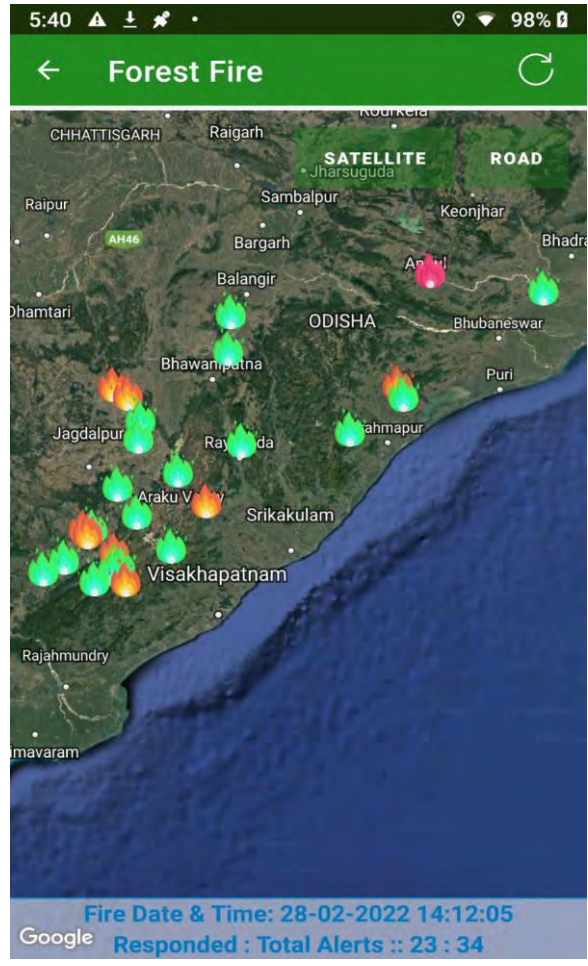 5:40 98%
Forest Fire
Rourkela
CHHATTISGARH Raigarh
SATELLITE ROAD
Jharsuguda
Sambalpur
Raipur Keonjhar
AH46
Bargarh Bhadra
Balangir
Dhamtari ODISHA
Bhubaneswar
Bhawanipatna
Puri
Jagdalpur
Araku
Srikakulam
Visakhapatnam
Rajahmundry
imavaram
Fire Date & Time: 28-02-2022 14:12:05
Google Responded : Total Alerts :: 23 : 34